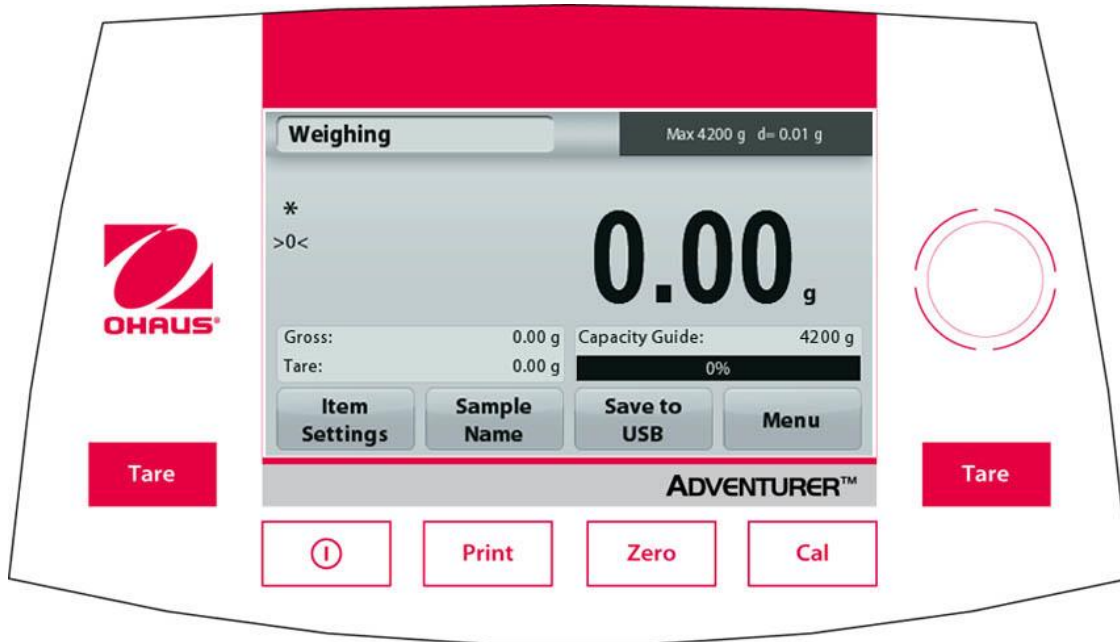 Weighing
Max 4200 g d= 0.01 g
*
>0<
0.00 g
OHAUS®
Gross: 0.00 g
Tare: 0.00 g
Capacity Guide: 4200 g
0%
Item
Settings
Sample
Name
Save to
USB
Menu
Tare
ADVENTURER™
Tare
Print
Zero
Cal